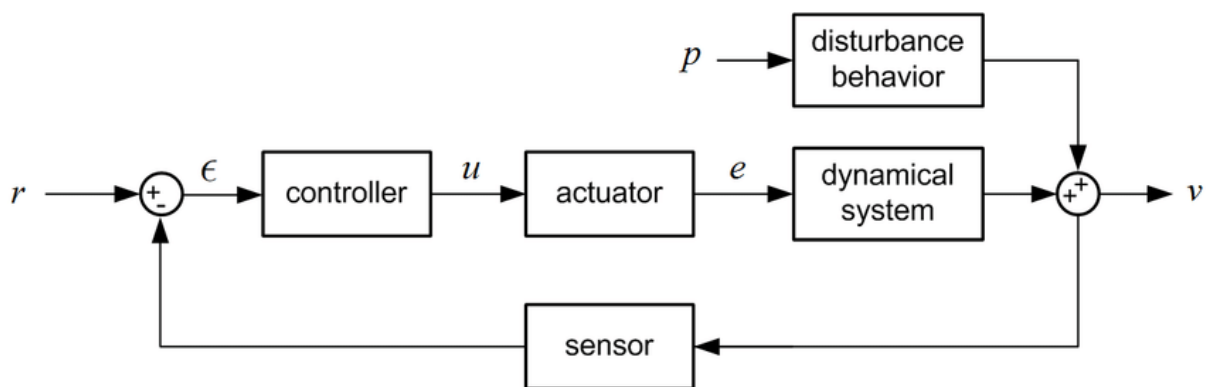 p
disturbance
behavior
r
+
-
ϵ
controller
u
actuator
e
dynamical
system
+
+
v
sensor